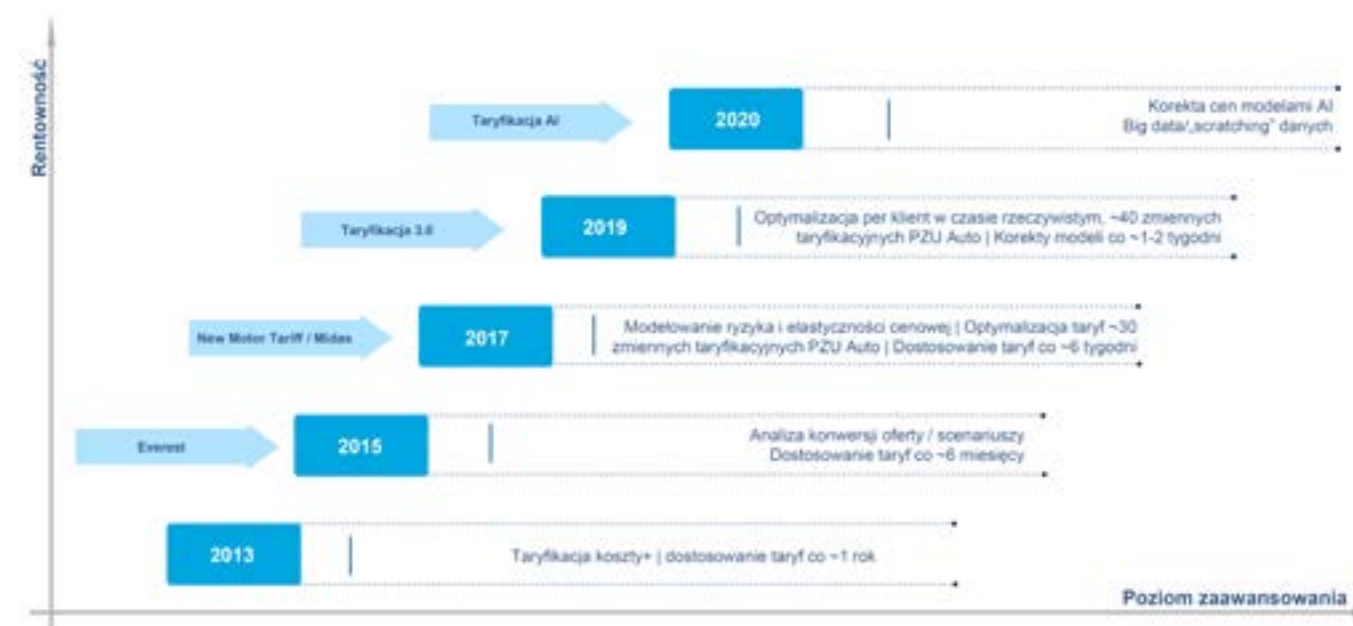 Rentowność
Taryfikacja AI
2020
Korekta cen modelami AI
Big data/„scratching” danych
Taryfikacja 3.0
2019
Optymalizacja per klient w czasie rzeczywistym. ~40 zmiennych
taryfikacyjnych PZU Auto | Korekty modeli co ~1-2 tygodni
New Motor Tariff / Midas
2017
Modelowanie ryzyka i elastyczności cenowej | Optymalizacja taryf ~30
zmiennych taryfikacyjnych PZU Auto | Dostosowanie taryf co ~6 tygodni
Everest
2015
Analiza konwersji oferty / scenariuszy
Dostosowanie taryf co ~6 miesięcy
2013
Taryfikacja koszty+ | dostosowanie taryf co ~1 rok
Poziom zaawansowania